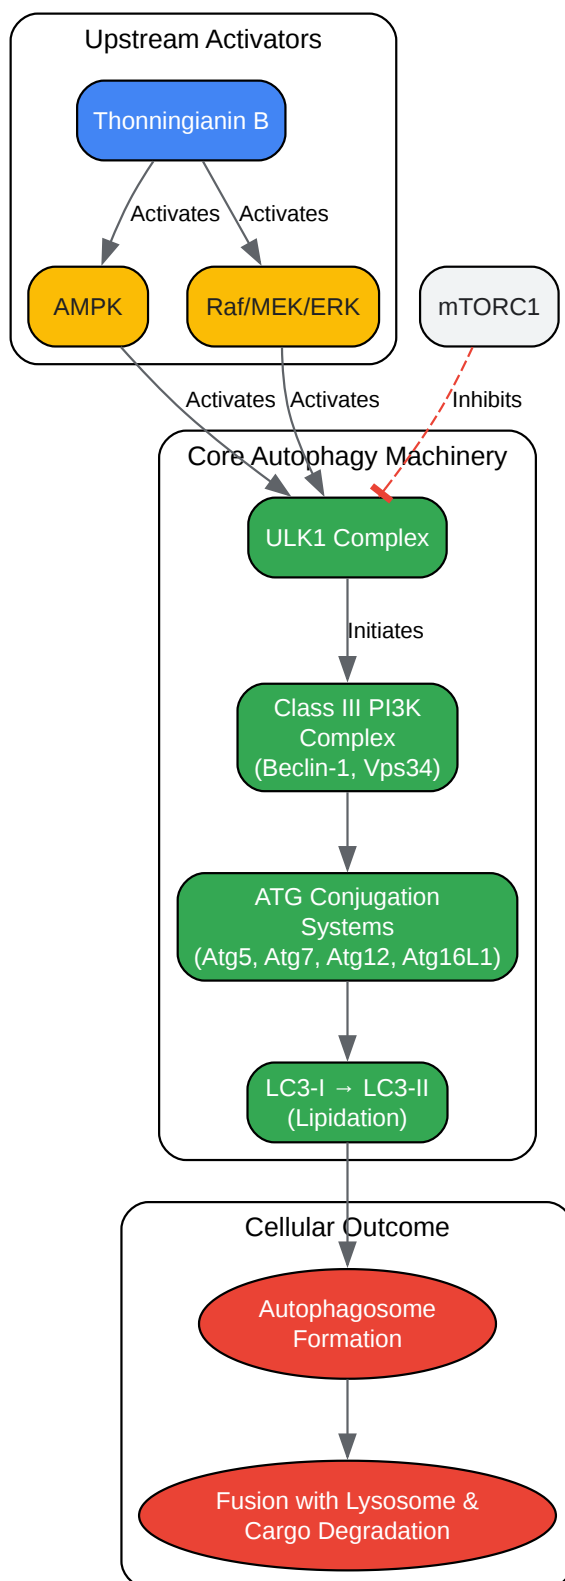 Upstream Activators
Thonningianin B
Activates
Activates
AMPK
Raf/MEK/ERK
mTORC1
Activates
Activates
Inhibits
Core Autophagy Machinery
ULK1 Complex
Initiates
Class III PI3K
Complex
(Beclin-1, Vps34)
ATG Conjugation
Systems
(Atg5, Atg7, Atg12, Atg16L1)
LC3-I → LC3-II
(Lipidation)
Cellular Outcome
Autophagosome
Formation
Fusion with Lysosome &
Cargo Degradation